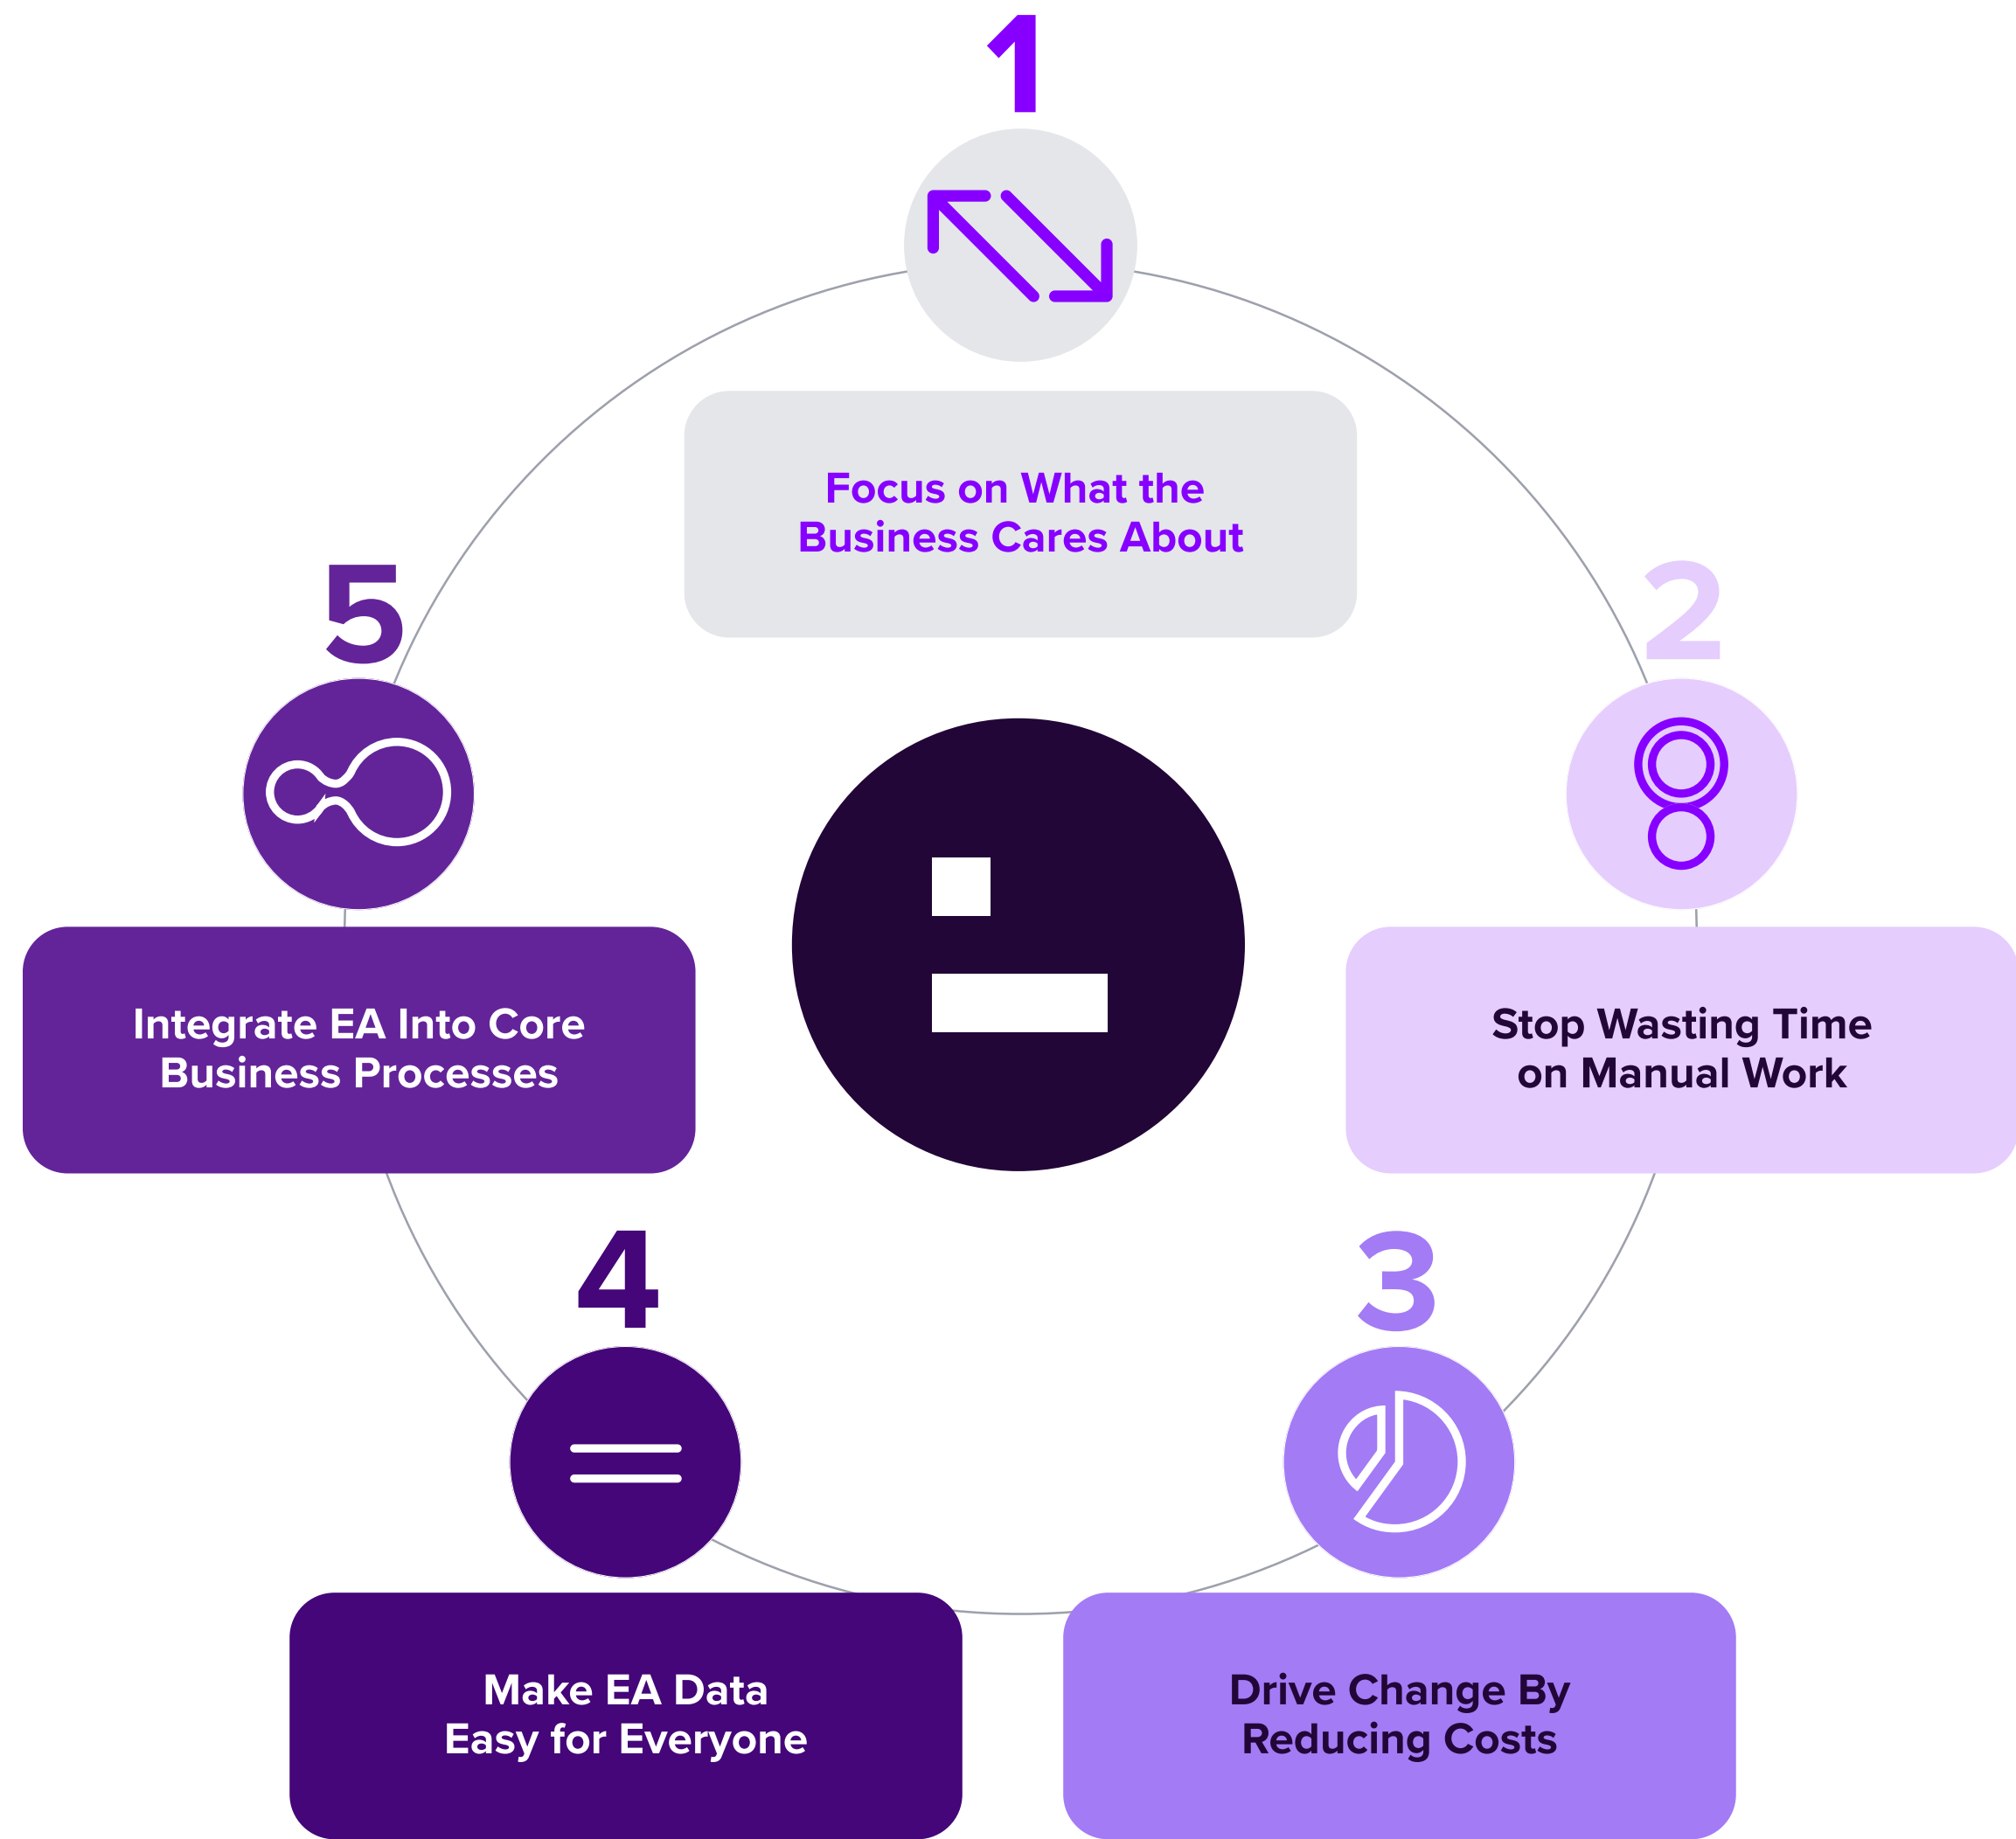 1
Focus on What the
Business Cares About
2
Stop Wasting Time
on Manual Work
3
Drive Change By
Reducing Costs
4
Make EA Data
Easy for Everyone
5
Integrate EA Into Core
Business Processes